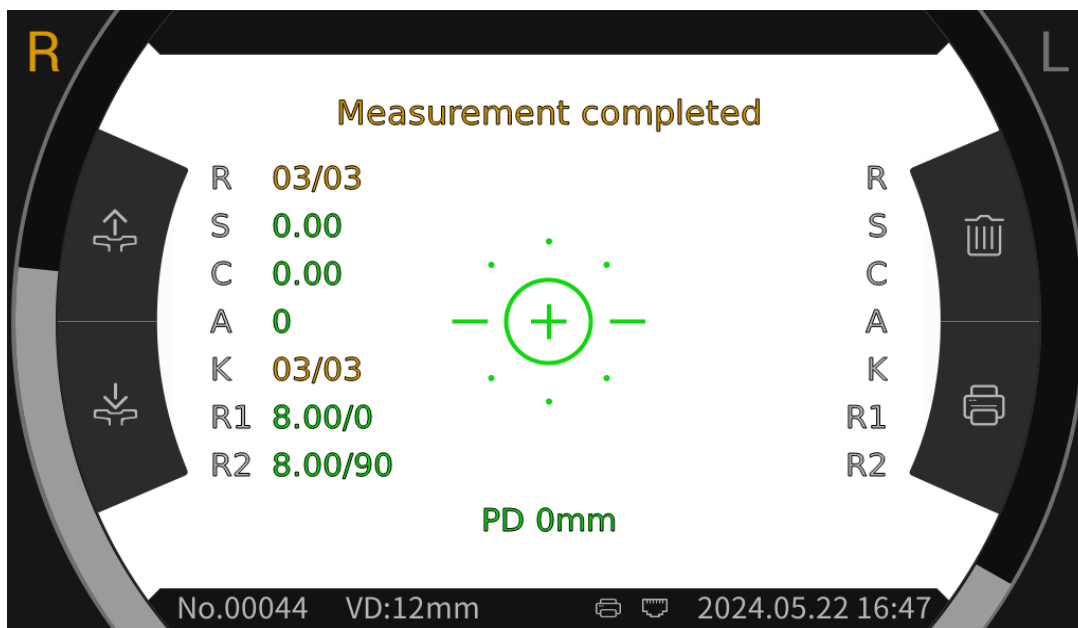 R
L
Measurement completed
R 03/03
S 0.00
C 0.00
A 0
K 03/03
R1 8.00/0
R2 8.00/90
R
S
C
A
K
R1
R2
PD 0mm
No.00044 VD:12mm 2024.05.22 16:47